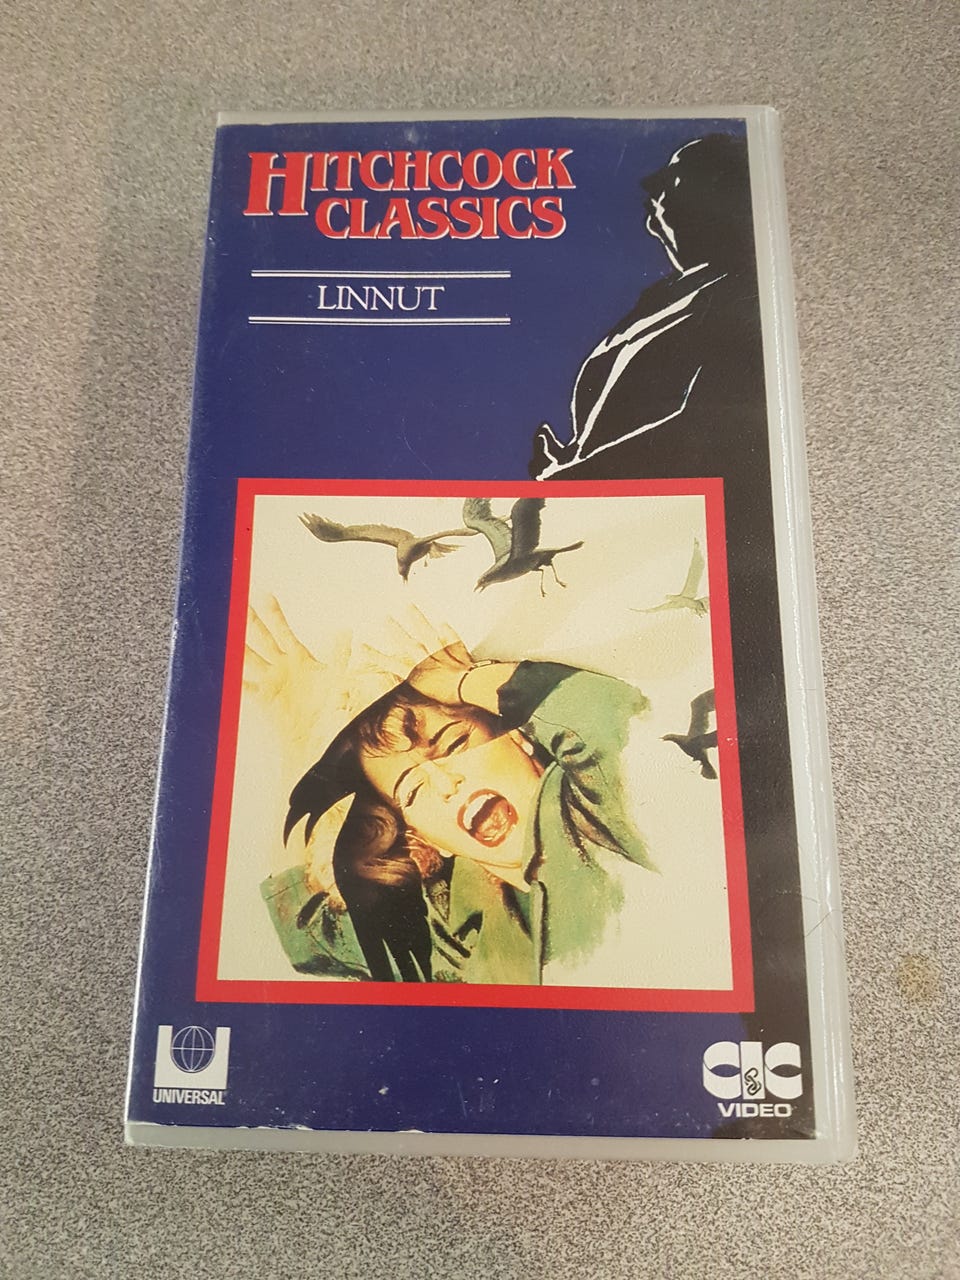 HITCHCOCK
CLASSICS
LINNUT
UNIVERSAL
CIC
VIDEO